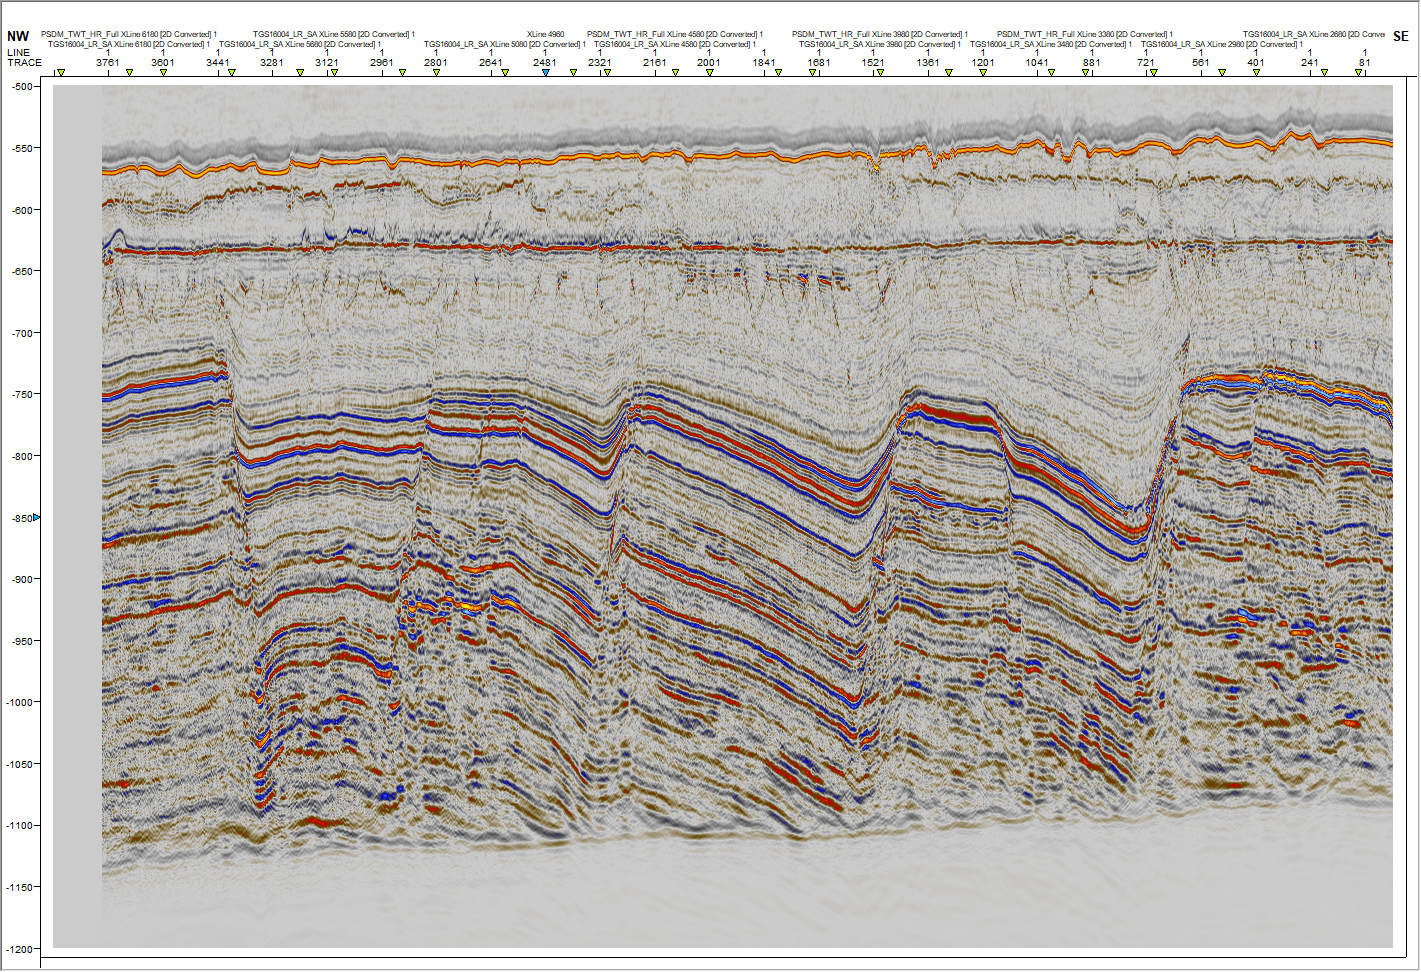 NW
PSDM_TWT_HR_Full XLine 6180 [2D Converted] 1
TGS16004_LR_SA XLine 5580 [2D Converted] 1
XLine 4960
PSDM_TWT_HR_Full XLine 4580 [2D Converted] 1
PSDM_TWT_HR_Full XLine 3980 [2D Converted] 1
PSDM_TWT_HR_Full XLine 3380 [2D Converted] 1
TGS16004_LR_SA XLine 2680 [2D Conve
SE
TGS16004_LR_SA XLine 6180 [2D Converted] 1
TGS16004_LR_SA XLine 5680 [2D Converted] 1
TGS16004_LR_SA XLine 5080 [2D Converted] 1
TGS16004_LR_SA XLine 4580 [2D Converted] 1
TGS16004_LR_SA XLine 3980 [2D Converted] 1
TGS16004_LR_SA XLine 3480 [2D Converted] 1
TGS16004_LR_SA XLine 2980 [2D Converted] 1
LINE 1 1 1 1 1 1 1 1 1 1 1 1 1 1 1 1 1 1 1 1 1 1 1 1
TRACE 3761 3601 3441 3281 3121 2961 2801 2641 2481 2321 2161 2001 1841 1681 1521 1361 1201 1041 881 721 561 401 241 81
-500
-550
-600
-650
-700
-750
-800
-850
-900
-950
-1000
-1050
-1100
-1150
-1200